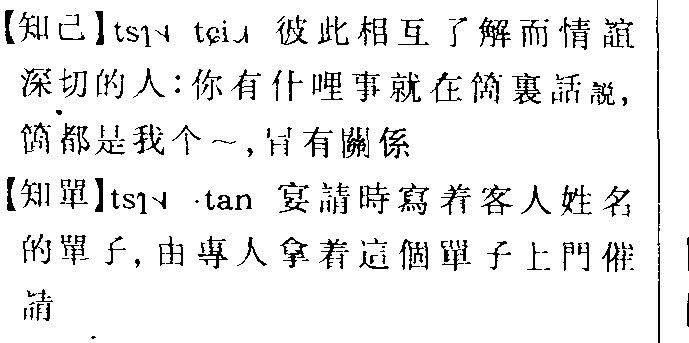 【知己】tsɿ˧˩ tɕi˨˩ 彼此相互了解而情誼
深切的人：你有什哩事就在箇裏話説，
箇都是我个～，冇有關係
【知單】tsɿ˧˩ ·tan 宴請時寫着客人姓名
的單子，由專人拿着這個單子上門催
請